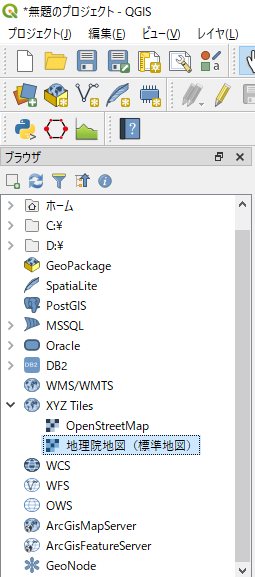 *無題のプロジェクト - QGIS
プロジェクト(J) 編集(E) ビュー(V) レイヤ(L)
ブラウザ
ホーム
C:¥
D:¥
GeoPackage
SpatiaLite
PostGIS
MSSQL
Oracle
DB2 DB2
WMS/WMTS
XYZ Tiles
OpenStreetMap
地理院地図（標準地図）
WCS
WFS
OWS
ArcGisMapServer
ArcGisFeatureServer
GeoNode